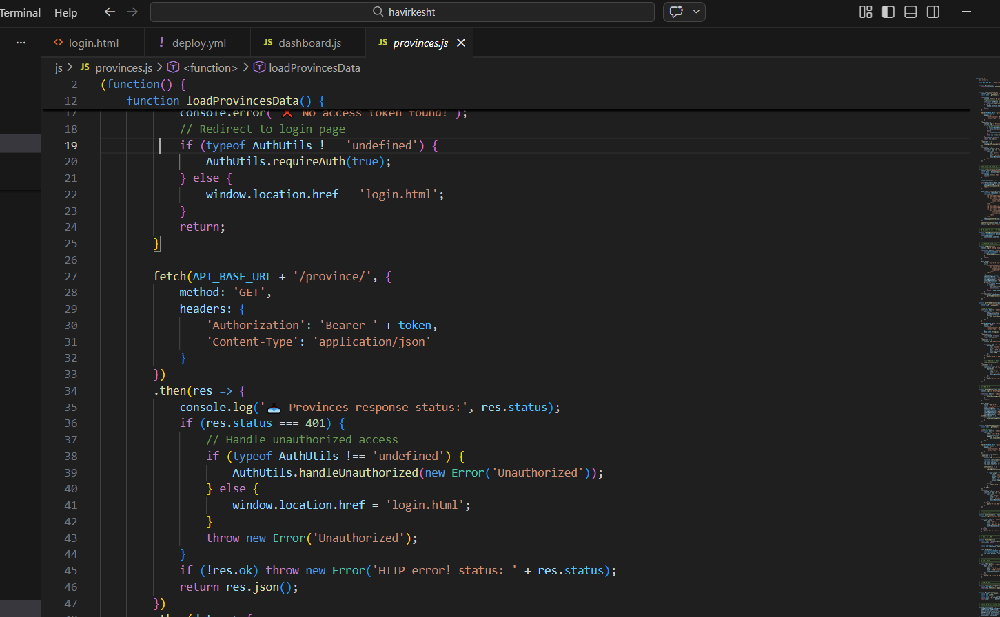 Terminal Help havirkesht
login.html ! deploy.yml JS dashboard.js JS provinces.js
js > JS provinces.js > <function> > loadProvincesData
2 (function() {
12 function loadProvincesData() {
17 console.error('❌ No access token found!');
18 // Redirect to login page
19 if (typeof AuthUtils !== 'undefined') {
20 AuthUtils.requireAuth(true);
21 } else {
22 window.location.href = 'login.html';
23 }
24 return;
25 }
26
27 fetch(API_BASE_URL + '/province/', {
28 method: 'GET',
29 headers: {
30 'Authorization': 'Bearer ' + token,
31 'Content-Type': 'application/json'
32 }
33 })
34 .then(res => {
35 console.log('📥 Provinces response status:', res.status);
36 if (res.status === 401) {
37 // Handle unauthorized access
38 if (typeof AuthUtils !== 'undefined') {
39 AuthUtils.handleUnauthorized(new Error('Unauthorized'));
40 } else {
41 window.location.href = 'login.html';
42 }
43 throw new Error('Unauthorized');
44 }
45 if (!res.ok) throw new Error('HTTP error! status: ' + res.status);
46 return res.json();
47 })